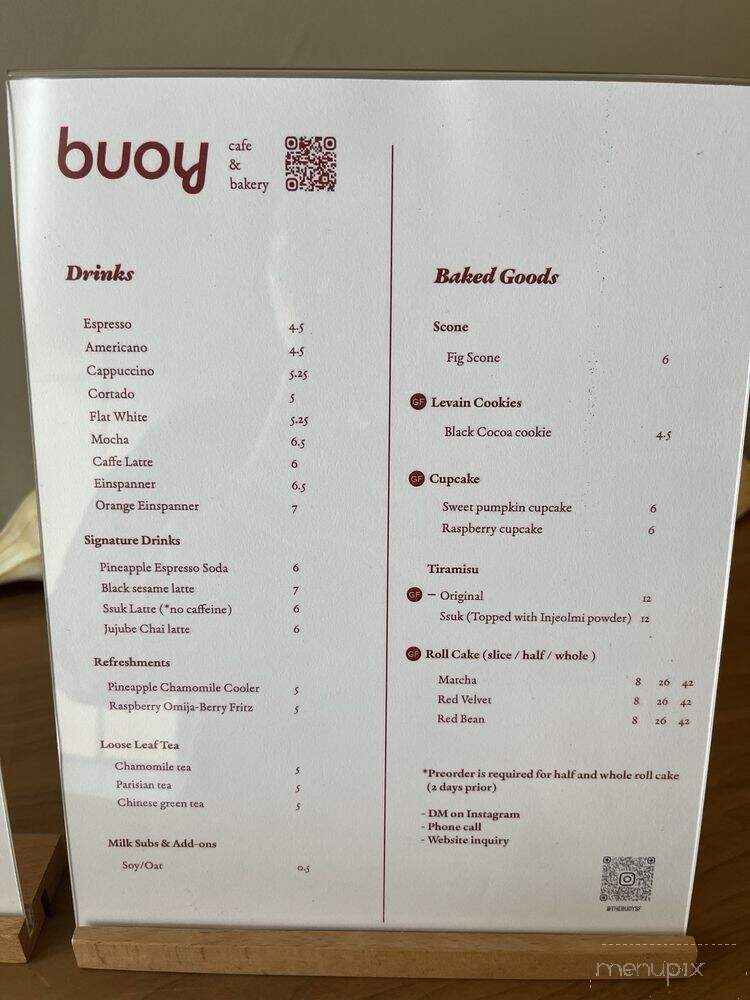 buoy
cafe
&
bakery
Drinks
Espresso 4.5
Americano 4.5
Cappuccino 5.25
Cortado 5
Flat White 5.25
Mocha 6.5
Caffe Latte 6
Einspanner 6.5
Orange Einspanner 7
Signature Drinks
Pineapple Espresso Soda 6
Black sesame latte 7
Ssuk Latte (*no caffeine) 6
Jujube Chai latte 6
Refreshments
Pineapple Chamomile Cooler 5
Raspberry Omija-Berry Fritz 5
Loose Leaf Tea
Chamomile tea 5
Parisian tea 5
Chinese green tea 5
Milk Subs & Add-ons
Soy/Oat 0.5
Baked Goods
Scone
Fig Scone 6
GF Levain Cookies
Black Cocoa cookie 4.5
GF Cupcake
Sweet pumpkin cupcake 6
Raspberry cupcake 6
Tiramisu
GF – Original 12
Ssuk (Topped with Injeolmi powder) 12
GF Roll Cake (slice / half / whole )
Matcha 8 26 42
Red Velvet 8 26 42
Red Bean 8 26 42
*Preorder is required for half and whole roll cake
(2 days prior)
- DM on Instagram
- Phone call
- Website inquiry
#THEBUOYSF
menupix